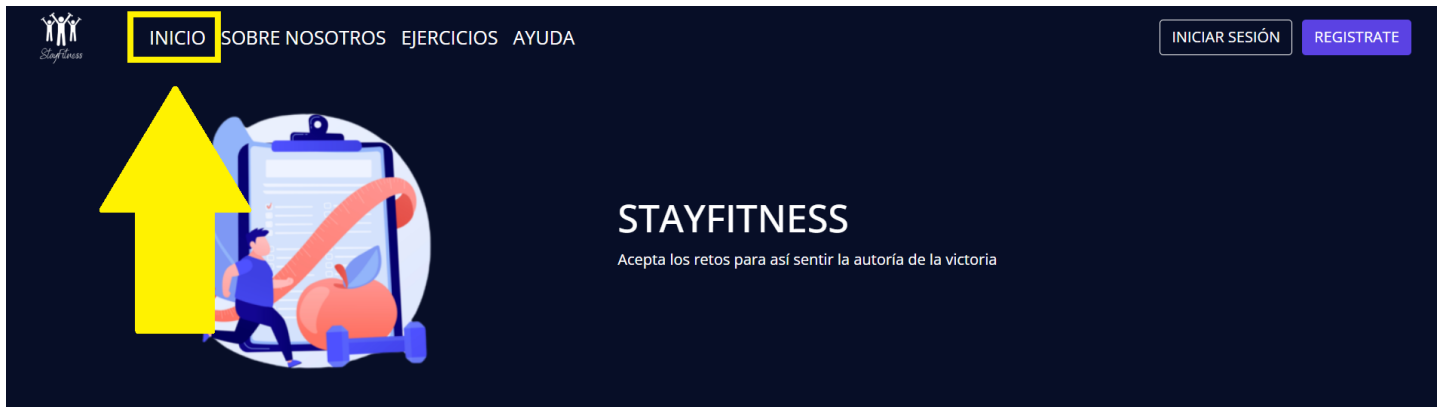 StayFitness
INICIO SOBRE NOSOTROS EJERCICIOS AYUDA
INICIAR SESIÓN REGISTRATE
STAYFITNESS
Acepta los retos para así sentir la autoría de la victoria